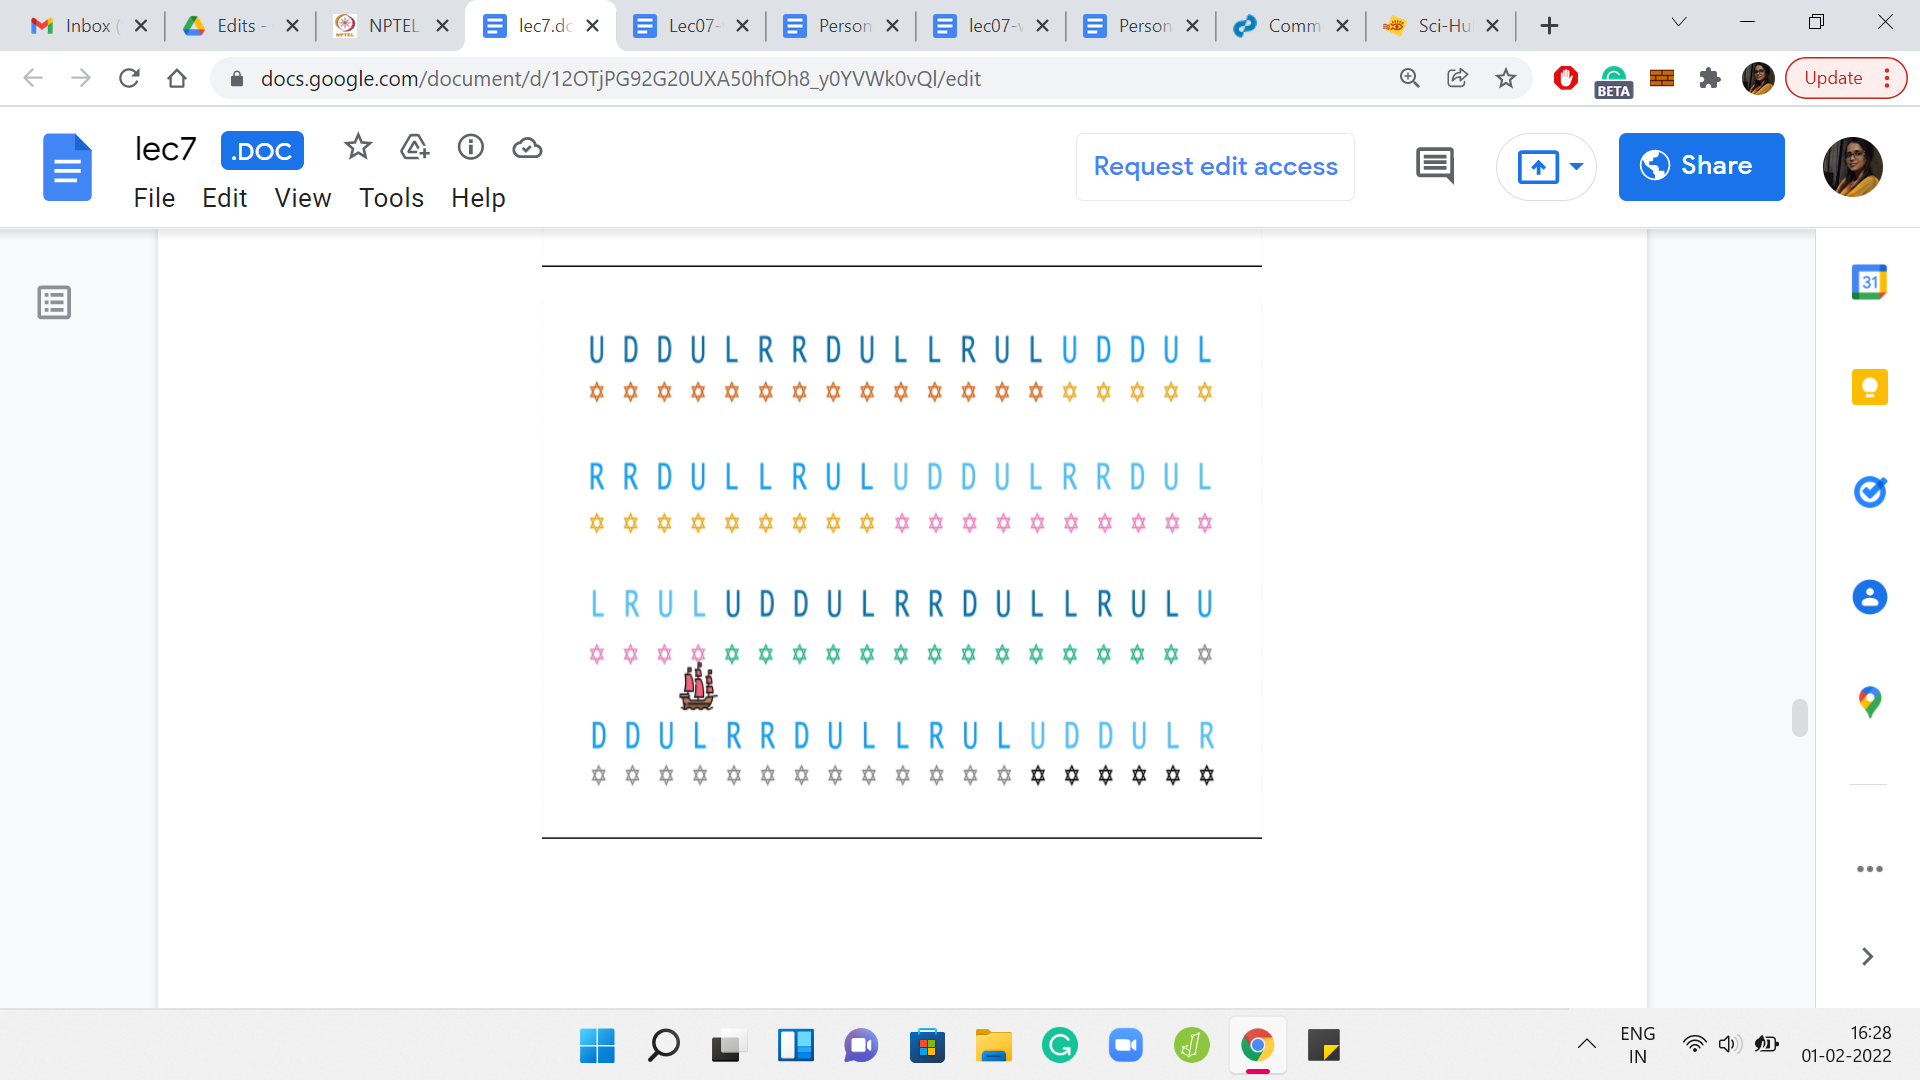 Inbox (
Edits -
NPTEL
lec7.do
Lec07-
Person
lec07-v
Person
Comm
Sci-Hu
docs.google.com/document/d/12OTjPG92G20UXA50hfOh8_y0YVWk0vQl/edit
BETA
Update
lec7 .DOC
File Edit View Tools Help
Request edit access
Share
31
U D D U L R R D U L L R U L U D D U L
R R D U L L R U L U D D U L R R D U L
L R U L U D D U L R R D U L L R U L U
D D U L R R D U L L R U L U D D U L R
ENG
IN
16:28
01-02-2022